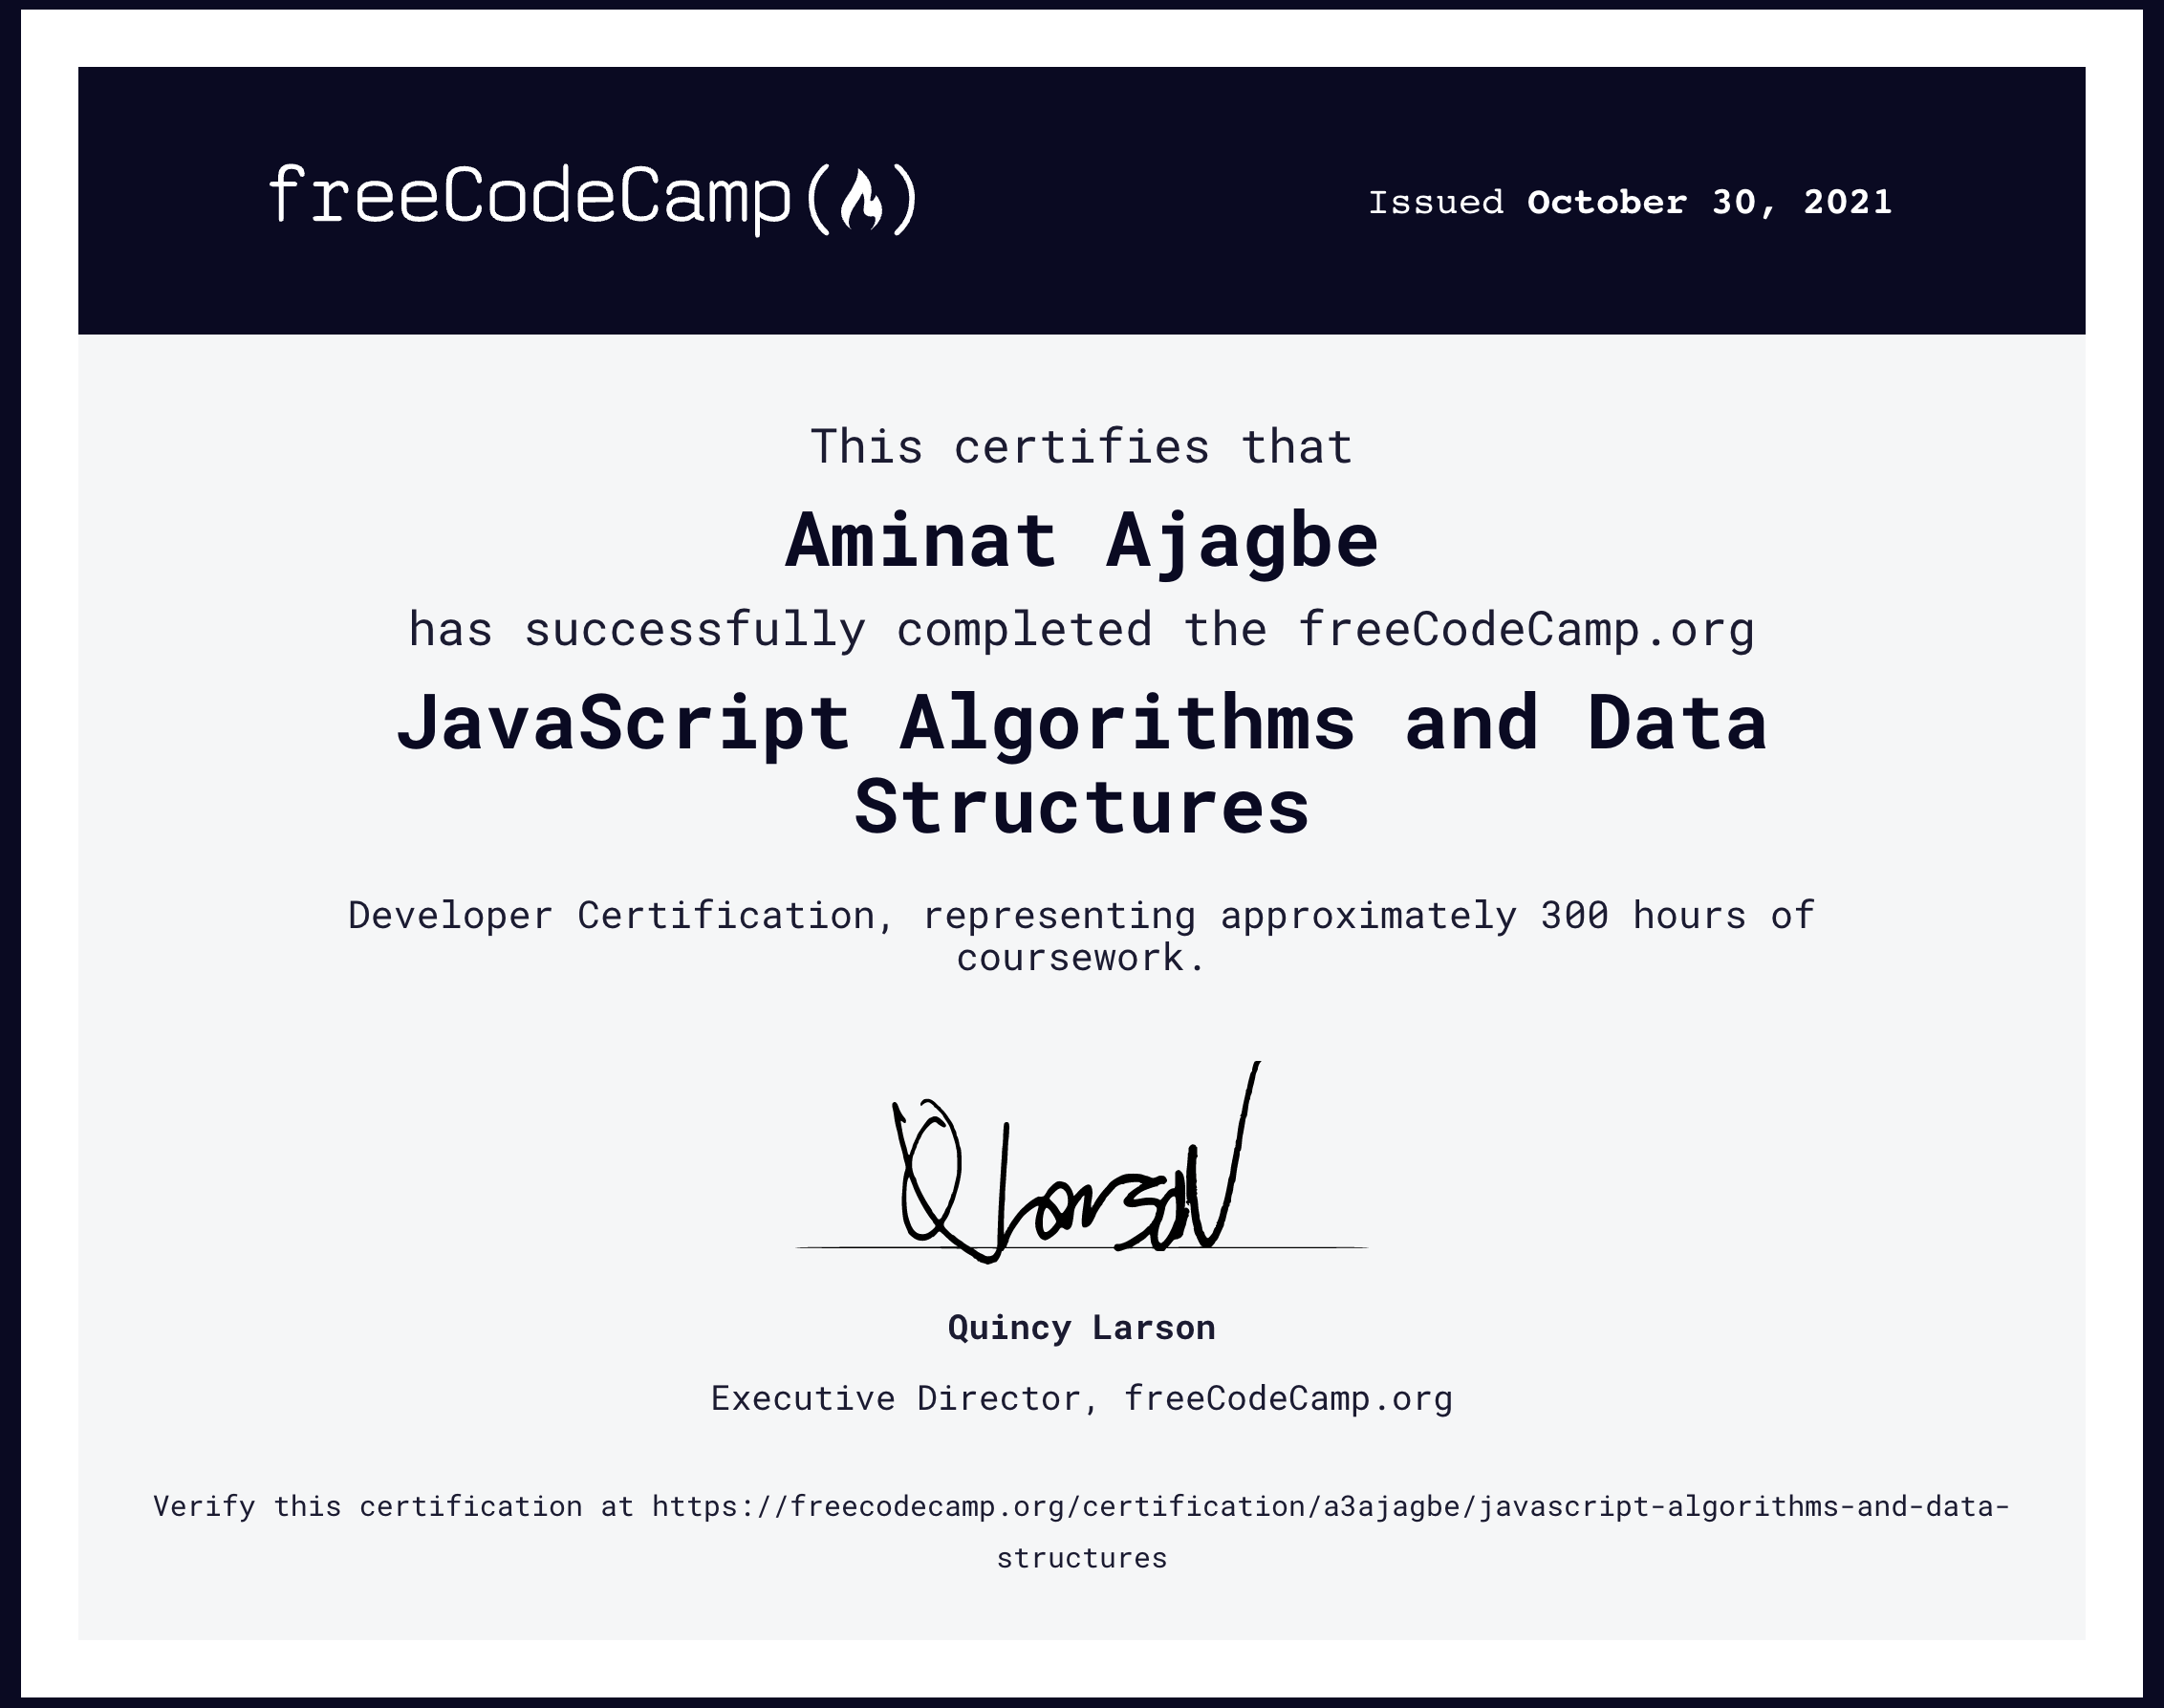 freeCodeCamp(🔥)
Issued October 30, 2021
This certifies that
Aminat Ajagbe
has successfully completed the freeCodeCamp.org
JavaScript Algorithms and Data
Structures
Developer Certification, representing approximately 300 hours of
coursework.
QLarson
Quincy Larson
Executive Director, freeCodeCamp.org
Verify this certification at https://freecodecamp.org/certification/a3ajagbe/javascript-algorithms-and-data-
structures